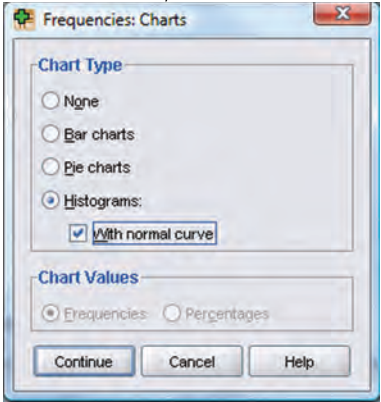 Frequencies: Charts
Chart Type
None
Bar charts
Pie charts
Histograms:
With normal curve
Chart Values
Frequencies Percentages
Continue Cancel Help